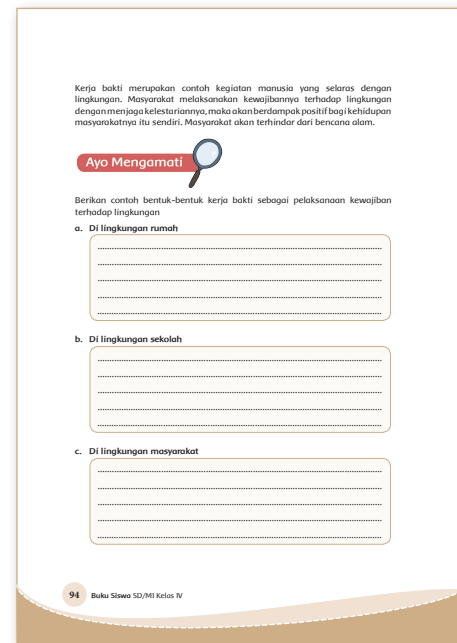 Kerja bakti merupakan contoh kegiatan manusia yang selaras dengan
lingkungan. Masyarakat melaksanakan kewajibannya terhadap lingkungan
dengan menjaga kelestariannya, maka akan berdampak positif bagi kehidupan
masyarakatnya itu sendiri. Masyarakat akan terhindar dari bencana alam.
Ayo Mengamati
Berikan contoh bentuk-bentuk kerja bakti sebagai pelaksanaan kewajiban
terhadap lingkungan
a. Di lingkungan rumah
b. Di lingkungan sekolah
c. Di lingkungan masyarakat
94 Buku Siswa SD/MI Kelas IV